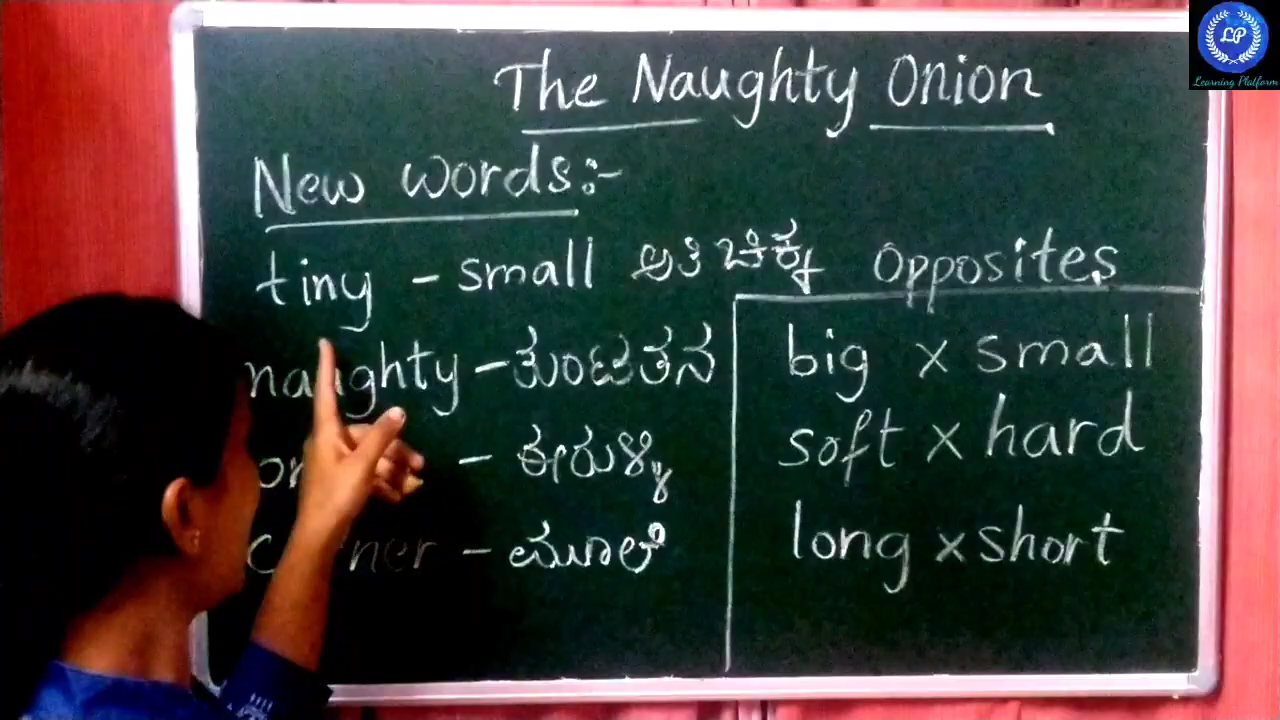 The Naughty Onion
New words:-
tiny - small ಅತಿ ಚಿಕ್ಕ
naughty - ತುಂಟತನ
- ಈರುಳ್ಳಿ
- ಮೂಲೆ
Opposites
big x small
soft x hard
long x short
LP
Learning Platform